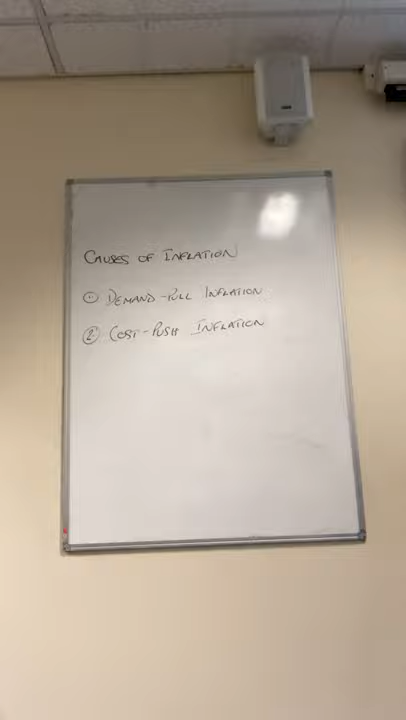 CAUSES OF INFLATION
① DEMAND-PULL INFLATION
② COST-PUSH INFLATION